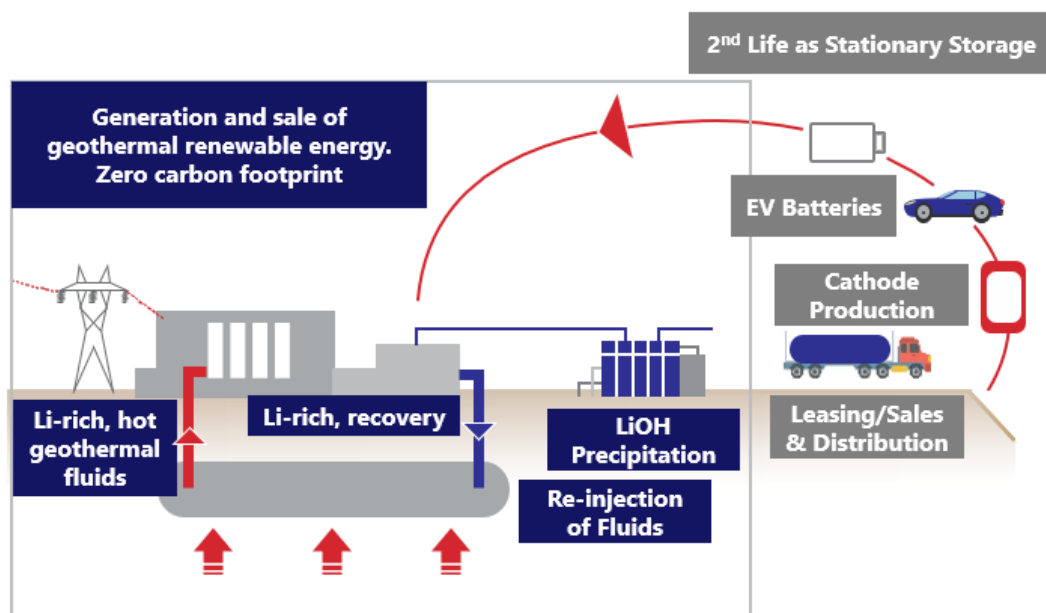 2nd Life as Stationary Storage
Generation and sale of
geothermal renewable energy.
Zero carbon footprint
EV Batteries
Cathode
Production
Li-rich, hot
geothermal
fluids
Li-rich, recovery
LiOH
Precipitation
Leasing/Sales
& Distribution
Re-injection
of Fluids